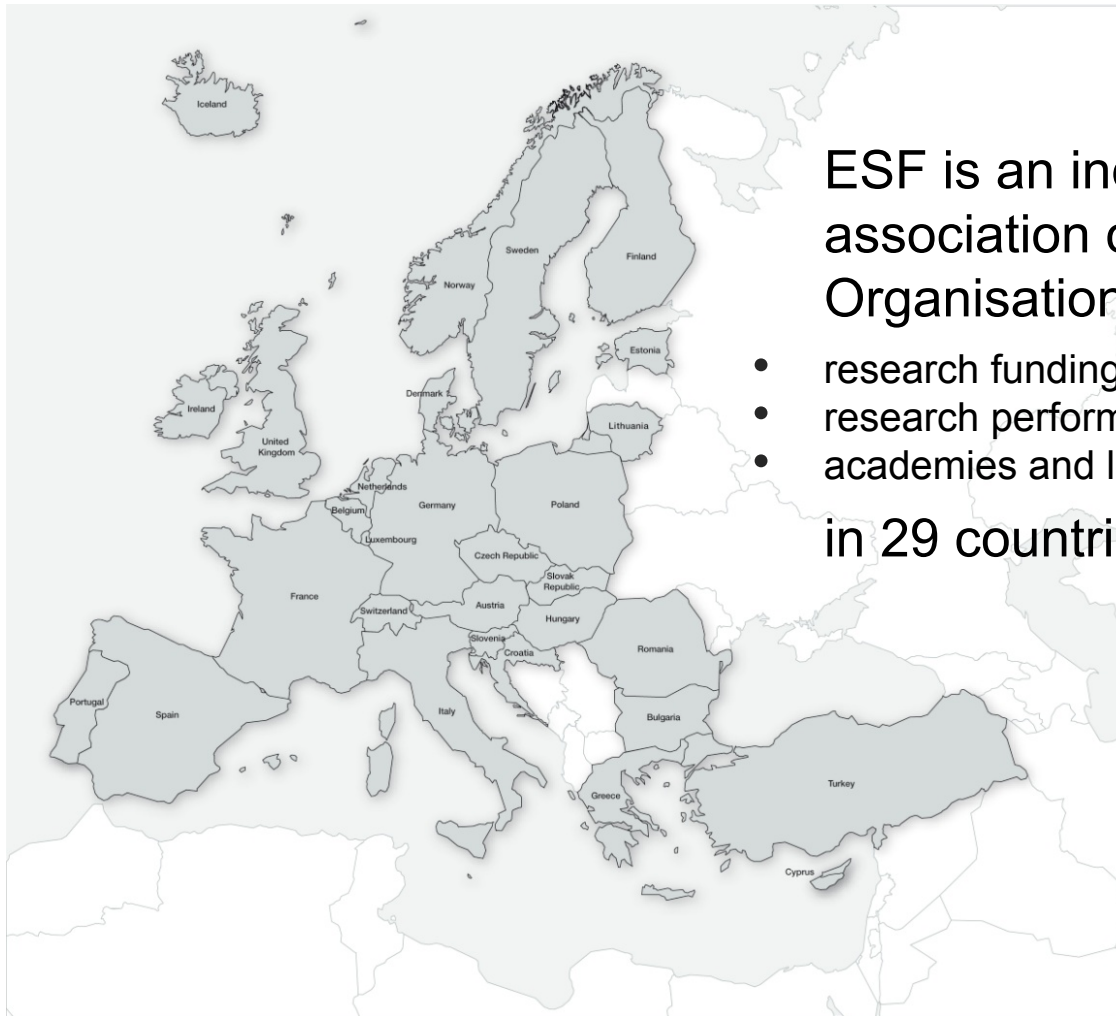 Iceland
Sweden
Finland
Norway
Estonia
Denmark
Lithuania
Ireland
United
Kingdom
Netherlands
Germany
Poland
Belgium
Luxembourg
Czech Republic
Slovak
Republic
France
Switzerland
Austria
Hungary
Slovenia
Croatia
Romania
Portugal
Spain
Italy
Bulgaria
Turkey
Greece
Cyprus
ESF is an
association
Organisation
• research funding
• research perform
• academies and
in 29 countri